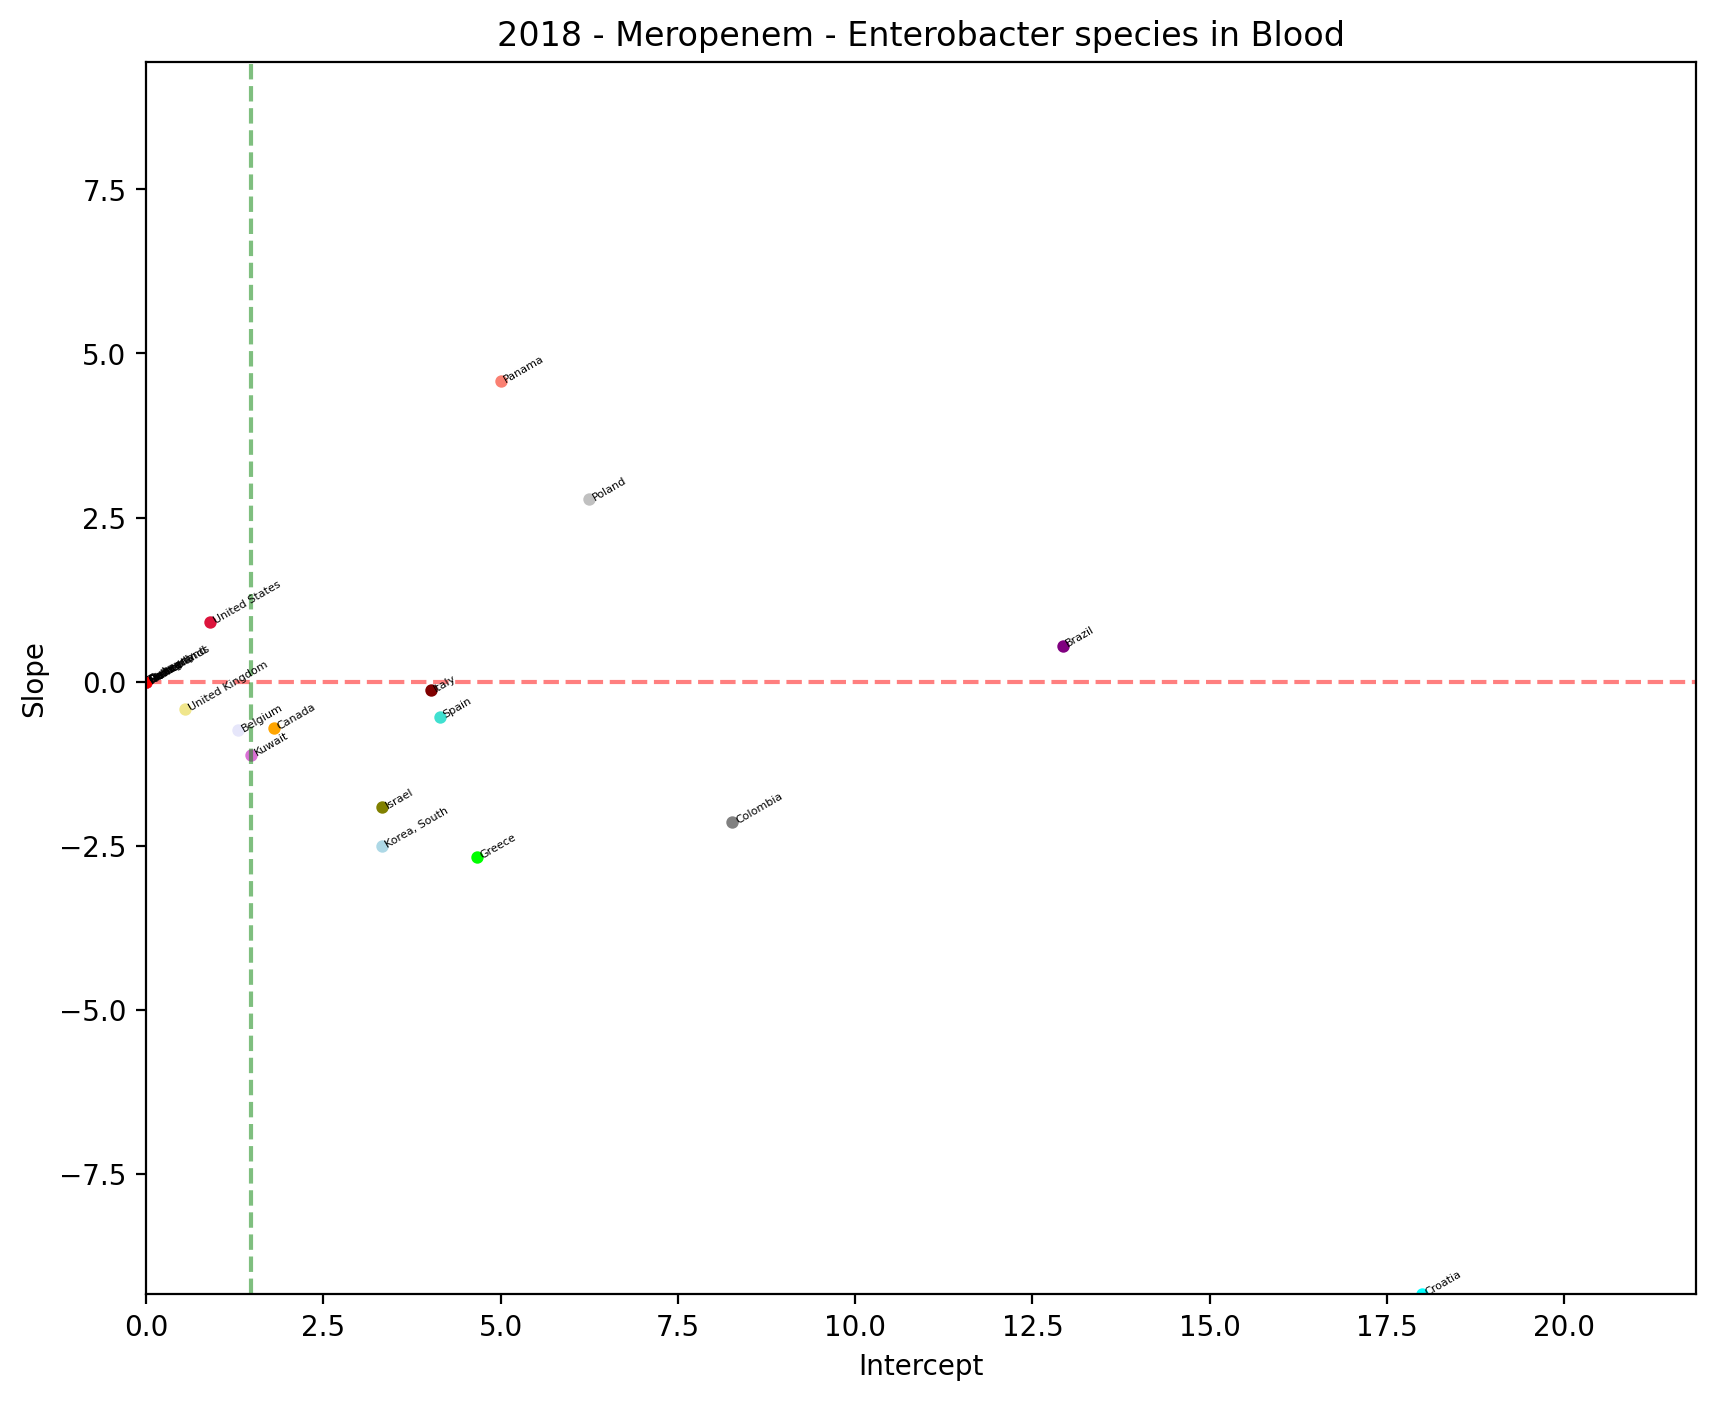 2018 - Meropenem - Enterobacter species in Blood
7.5
5.0
2.5
0.0
−2.5
−5.0
−7.5
Slope
Panama
Poland
United States
Brazil
United Kingdom
Italy
Spain
Belgium
Canada
Kuwait
Israel
Korea, South
Colombia
Greece
Croatia
0.0
2.5
5.0
7.5
10.0
12.5
15.0
17.5
20.0
Intercept